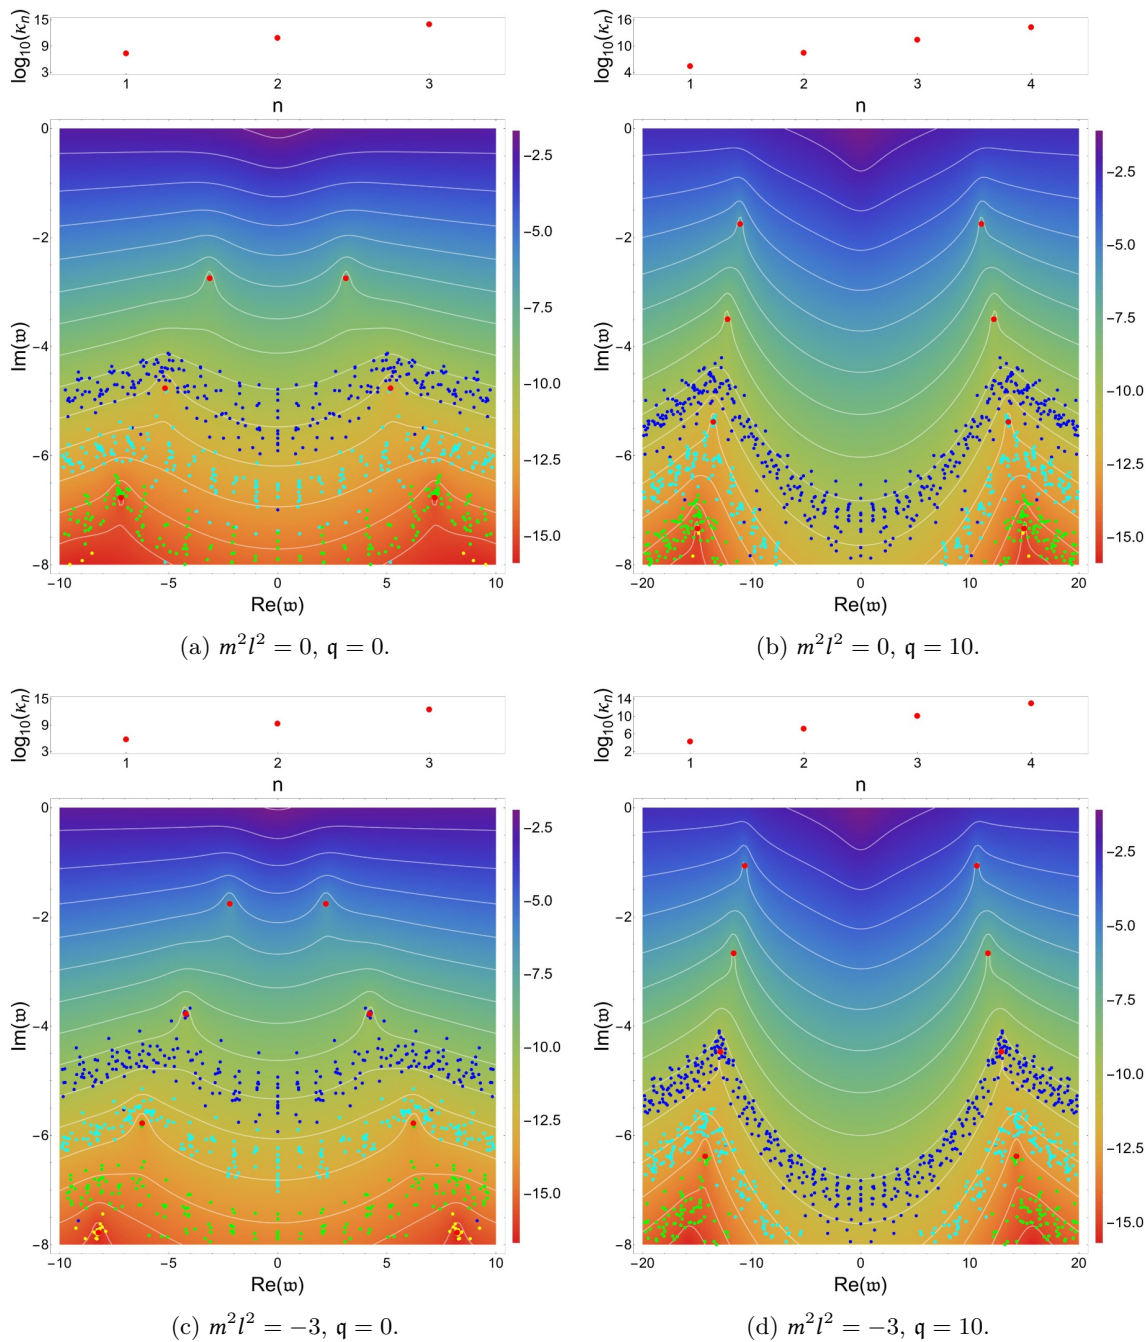 log10(κn)
15
9
3
1 2 3
n
Im(𝔴)
0
−2
−4
−6
−8
−10 −5 0 5 10
Re(𝔴)
−2.5
−5.0
−7.5
−10.0
−12.5
−15.0
(a) m²l² = 0, 𝔮 = 0.
log10(κn)
16
10
4
1 2 3 4
n
Im(𝔴)
0
−2
−4
−6
−8
−20 −10 0 10 20
Re(𝔴)
−2.5
−5.0
−7.5
−10.0
−12.5
−15.0
(b) m²l² = 0, 𝔮 = 10.
log10(κn)
15
9
3
1 2 3
n
Im(𝔴)
0
−2
−4
−6
−8
−10 −5 0 5 10
Re(𝔴)
−2.5
−5.0
−7.5
−10.0
−12.5
−15.0
(c) m²l² = −3, 𝔮 = 0.
log10(κn)
14
10
6
2
1 2 3 4
n
Im(𝔴)
0
−2
−4
−6
−8
−20 −10 0 10 20
Re(𝔴)
−2.5
−5.0
−7.5
−10.0
−12.5
−15.0
(d) m²l² = −3, 𝔮 = 10.